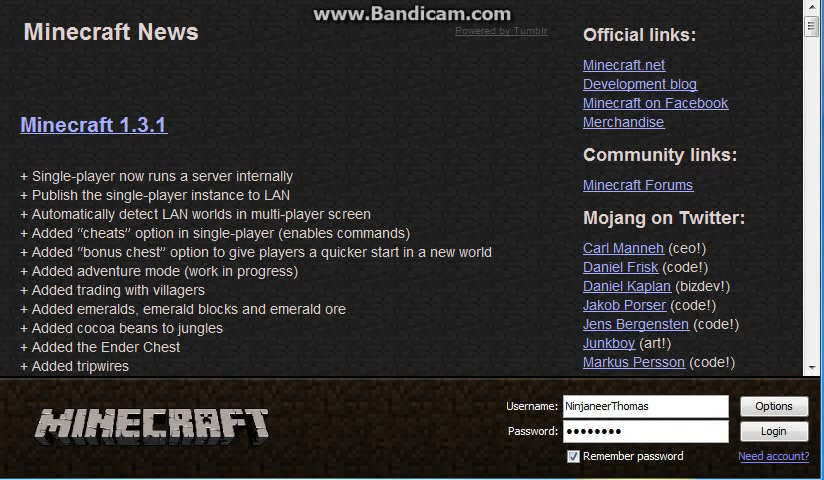 www.Bandicam.com
Minecraft News
Powered by Tumblr
Minecraft 1.3.1
+ Single-player now runs a server internally
+ Publish the single-player instance to LAN
+ Automatically detect LAN worlds in multi-player screen
+ Added “cheats” option in single-player (enables commands)
+ Added “bonus chest” option to give players a quicker start in a new world
+ Added adventure mode (work in progress)
+ Added trading with villagers
+ Added emeralds, emerald blocks and emerald ore
+ Added cocoa beans to jungles
+ Added the Ender Chest
+ Added tripwires
Official links:
Minecraft.net
Development blog
Minecraft on Facebook
Merchandise
Community links:
Minecraft Forums
Mojang on Twitter:
Carl Manneh (ceo!)
Daniel Frisk (code!)
Daniel Kaplan (bizdev!)
Jakob Porser (code!)
Jens Bergensten (code!)
Junkboy (art!)
Markus Persson (code!)
MINECRAFT
Username: NinjaneerThomas Options
Password: ●●●●●●●● Login
Remember password Need account?